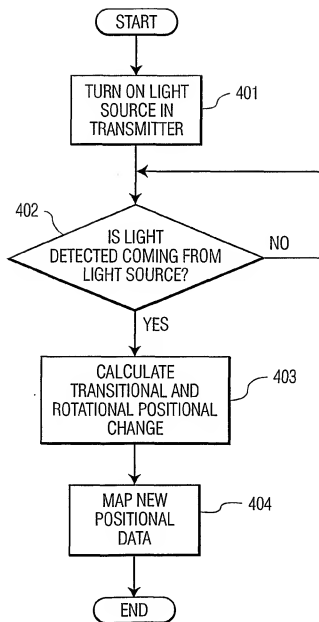 START
TURN ON LIGHT
SOURCE IN
TRANSMITTER
401
402
IS LIGHT
DETECTED COMING FROM
LIGHT SOURCE?
NO
YES
CALCULATE
TRANSITIONAL AND
ROTATIONAL POSITIONAL
CHANGE
403
MAP NEW
POSITIONAL
DATA
404
END